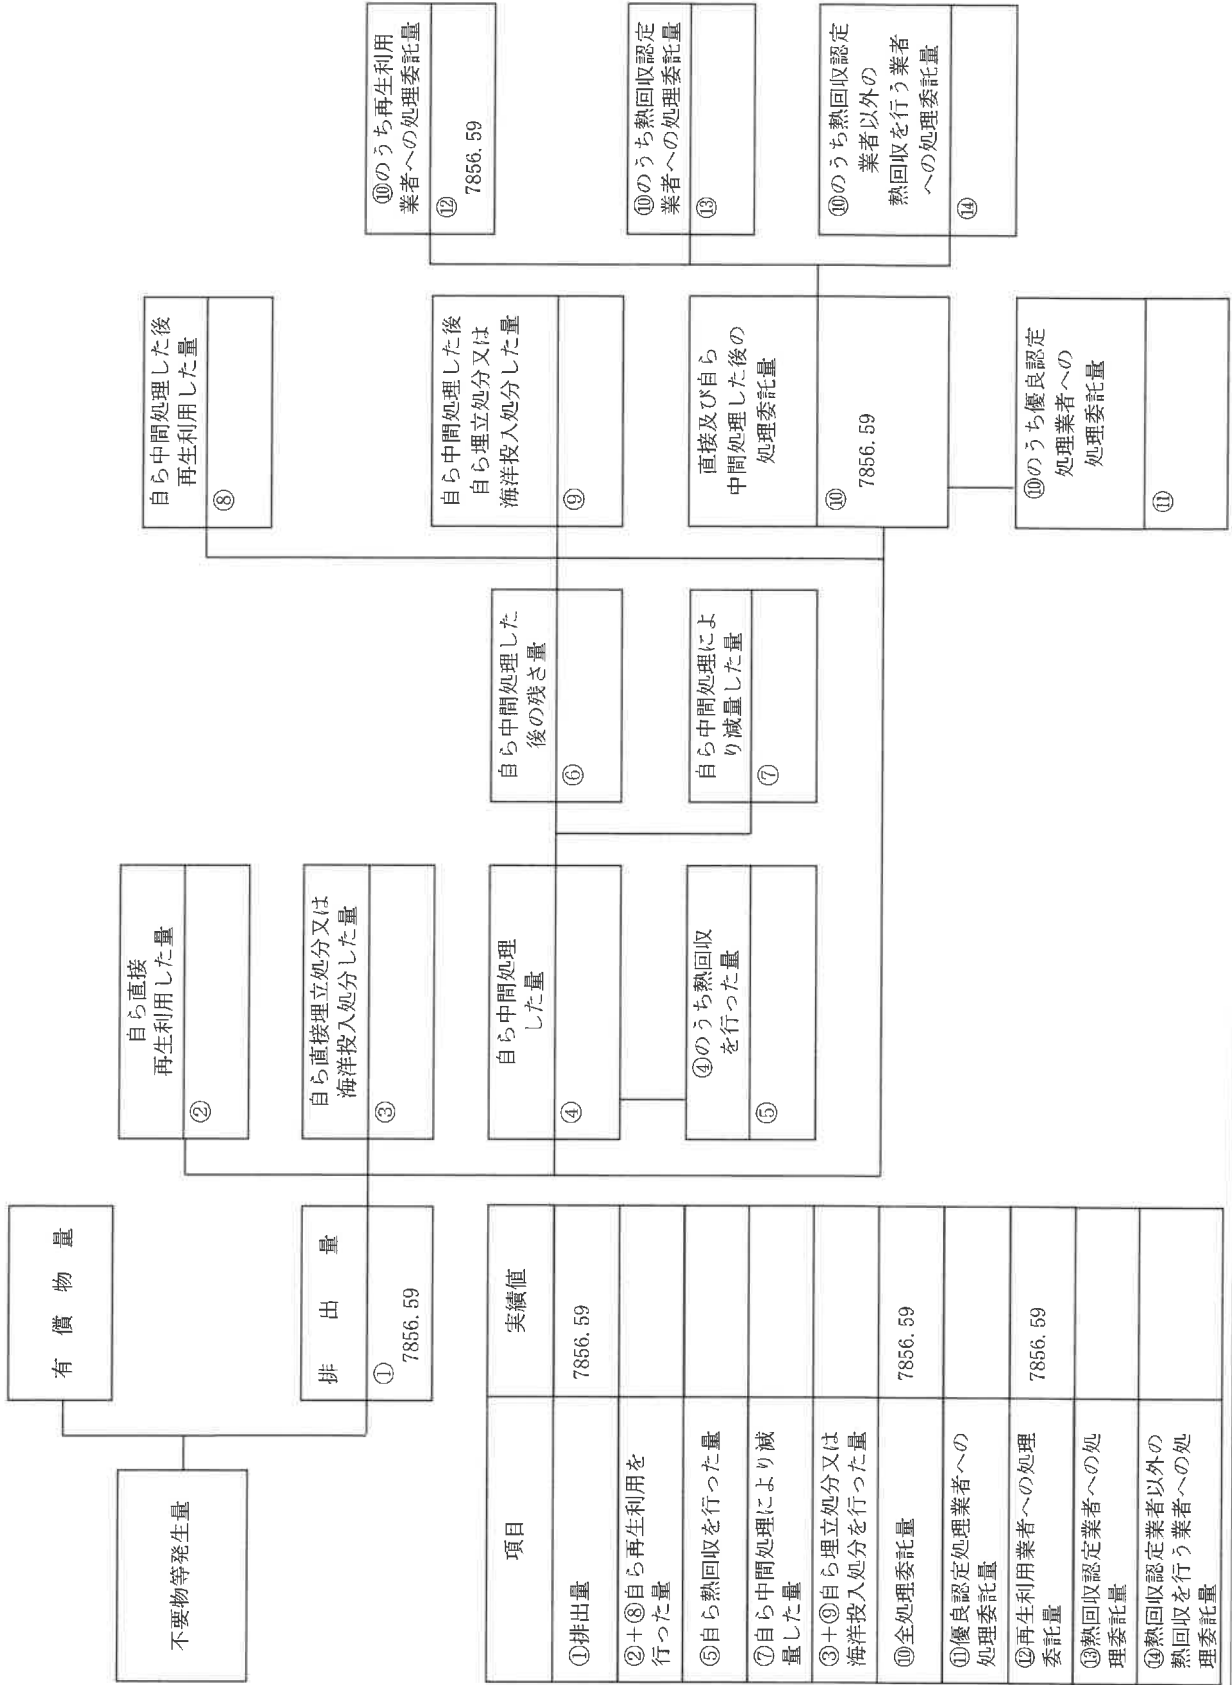 不要物等発生量
有償物量
排出量
①
7856.59
自ら直接
再生利用した量
②
自ら直接埋立処分又は
海洋投入処分した量
③
自ら中間処理
した量
④
④のうち熱回収
を行った量
⑤
自ら中間処理した
後の残さ量
⑥
自ら中間処理によ
り減量した量
⑦
自ら中間処理した後
再生利用した量
⑧
自ら中間処理した後
自ら埋立処分又は
海洋投入処分した量
⑨
直接及び自ら
中間処理した後の
処理委託量
⑩
7856.59
⑩のうち優良認定
処理業者への
処理委託量
⑪
⑩のうち再生利用
業者への処理委託量
⑫
7856.59
⑩のうち熱回収認定
業者への処理委託量
⑬
⑩のうち熱回収認定
業者以外の
熱回収を行う業者
への処理委託量
⑭
項目 実績値
①排出量 7856.59
②＋⑧自ら再生利用を
行った量
⑤自ら熱回収を行った量
⑦自ら中間処理により減
量した量
③＋⑨自ら埋立処分又は
海洋投入処分を行った量
⑩全処理委託量 7856.59
⑪優良認定処理業者への
処理委託量
⑫再生利用業者への処理
委託量 7856.59
⑬熱回収認定業者への処
理委託量
⑭熱回収認定業者以外の
熱回収を行う業者への処
理委託量